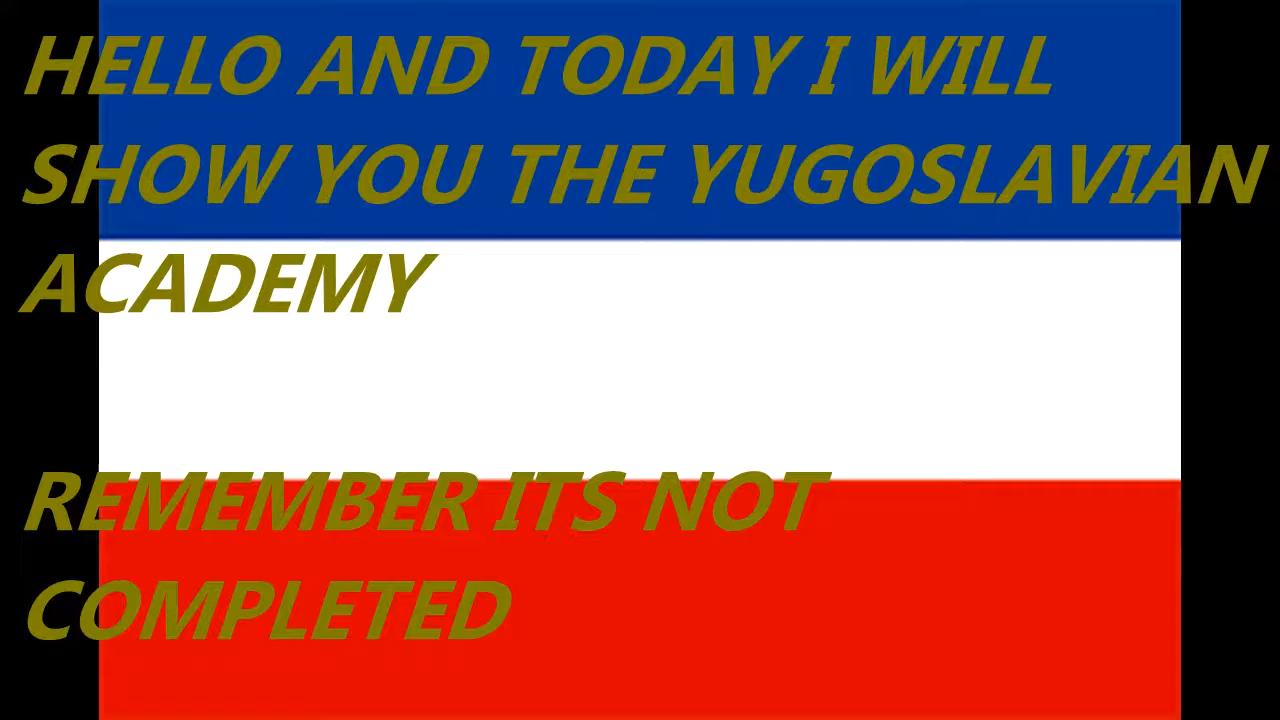 HELLO AND TODAY I WILL
SHOW YOU THE YUGOSLAVIAN
ACADEMY
REMEMBER ITS NOT
COMPLETED